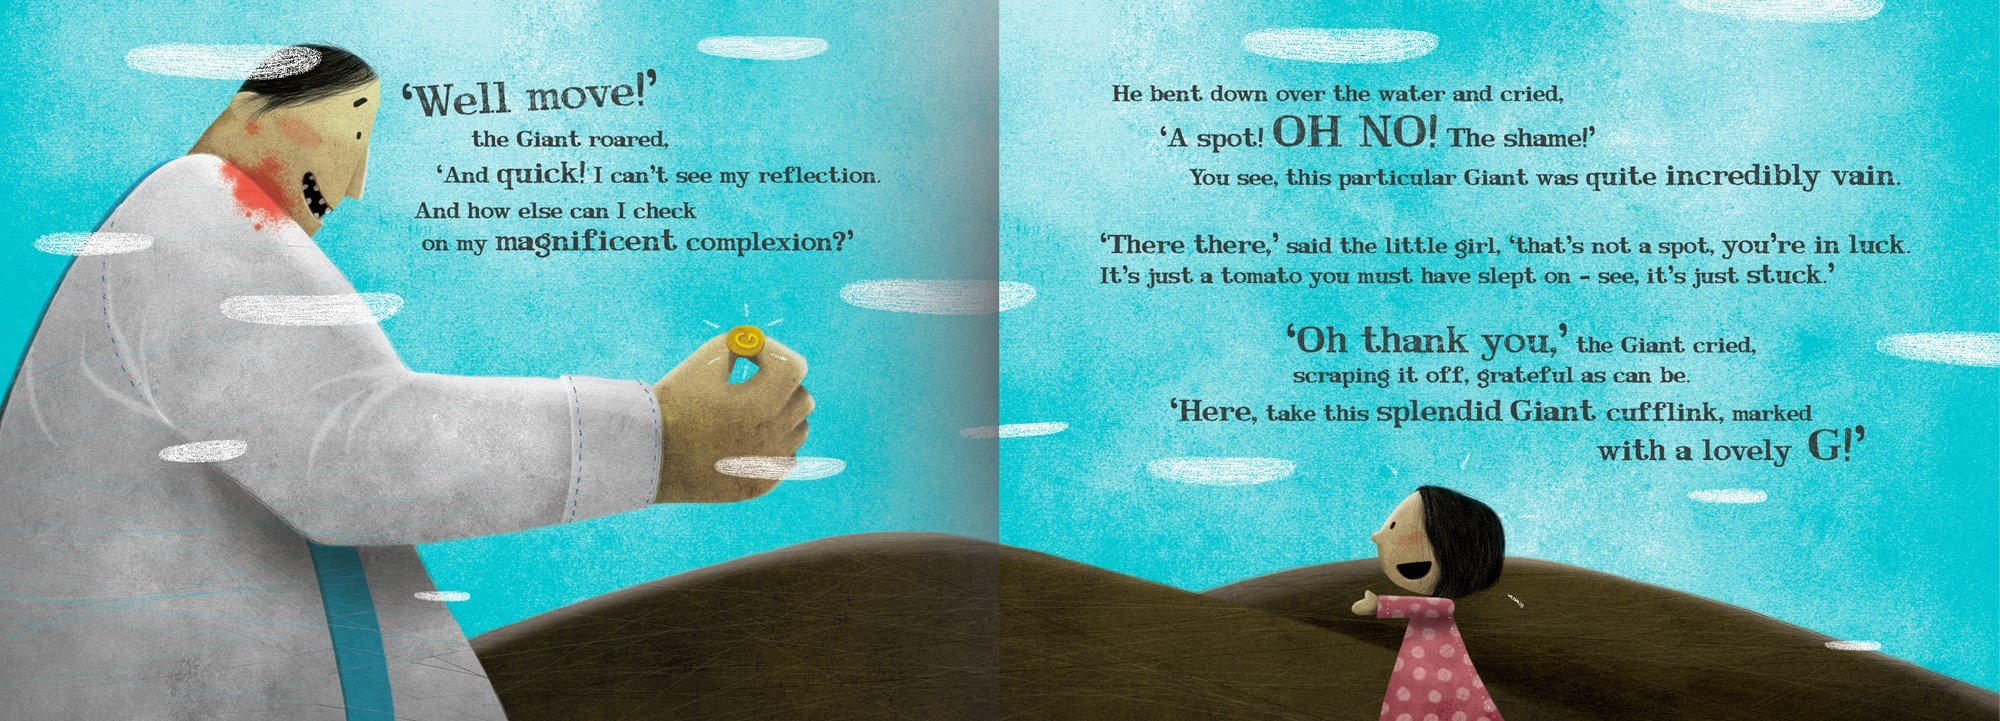 ‘Well move!’
the Giant roared,
‘And quick! I can’t see my reflection.
And how else can I check
on my magnificent complexion?’
G
He bent down over the water and cried,
‘A spot! OH NO! The shame!’
You see, this particular Giant was quite incredibly vain.
‘There there,’ said the little girl, ‘that’s not a spot, you’re in luck.
It’s just a tomato you must have slept on - see, it’s just stuck.’
‘Oh thank you,’ the Giant cried,
scraping it off, grateful as can be.
‘Here, take this splendid Giant cufflink, marked
with a lovely G!’